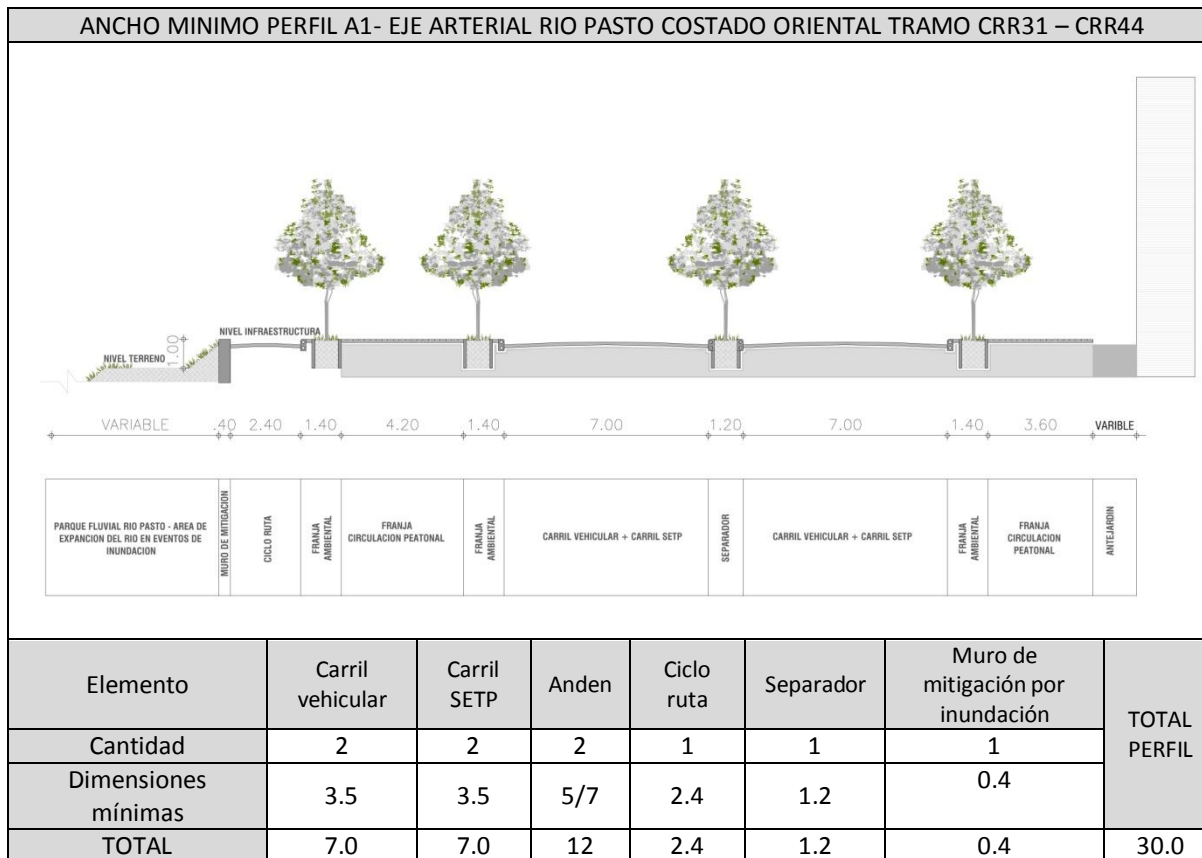 ANCHO MINIMO PERFIL A1- EJE ARTERIAL RIO PASTO COSTADO ORIENTAL TRAMO CRR31 – CRR44
NIVEL INFRAESTRUCTURA
1.00
NIVEL TERRENO
VARIABLE .40 2.40 1.40 4.20 1.40 7.00 1.20 7.00 1.40 3.60 VARIBLE
PARQUE FLUVIAL RIO PASTO - AREA DE
EXPANCION DEL RIO EN EVENTOS DE
INUNDACION
MURO DE MITIGACION
CICLO RUTA
FRANJA
AMBIENTAL
FRANJA
CIRCULACION PEATONAL
FRANJA
AMBIENTAL
CARRIL VEHICULAR + CARRIL SETP
SEPARADOR
CARRIL VEHICULAR + CARRIL SETP
FRANJA
AMBIENTAL
FRANJA
CIRCULACION
PEATONAL
ANTEJARDIN
Elemento
Carril
vehicular
Carril
SETP
Anden
Ciclo
ruta
Separador
Muro de
mitigación por
inundación
TOTAL
PERFIL
Cantidad 2 2 2 1 1 1
Dimensiones
mínimas
3.5 3.5 5/7 2.4 1.2 0.4
TOTAL 7.0 7.0 12 2.4 1.2 0.4 30.0